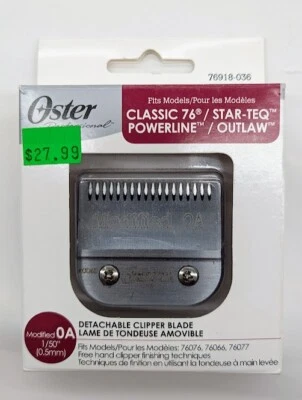 76918-036
Oster
Professional
Fits Models/Pour les Modèles
CLASSIC 76® / STAR-TEQ™
POWERLINE™ / OUTLAW™
$27.99
Modified 0A
Modified 0A
1/50"
(0.5mm)
DETACHABLE CLIPPER BLADE
LAME DE TONDEUSE AMOVIBLE
Fits Models/Pour les Modèles: 76076, 76066, 76077
Free hand clipper finishing techniques
Techniques de finition en utilisant la tondeuse à main levée